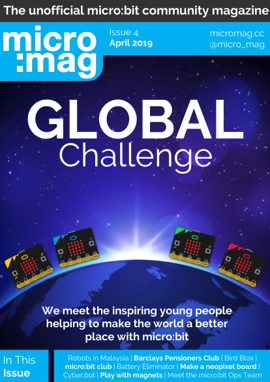 The unofficial micro:bit community magazine
micro
:mag
Issue 4
April 2019
micromag.cc
@micro_mag
GLOBAL
Challenge
We meet the inspiring young people
helping to make the world a better
place with micro:bit
In This
Issue
Robots in Malaysia | Barclays Pensioners Club | Bird Blox |
micro:bit club | Battery Eliminator | Make a neopixel board |
Cyber:bot | Play with magnets | Meet the micro:bit Ops Team